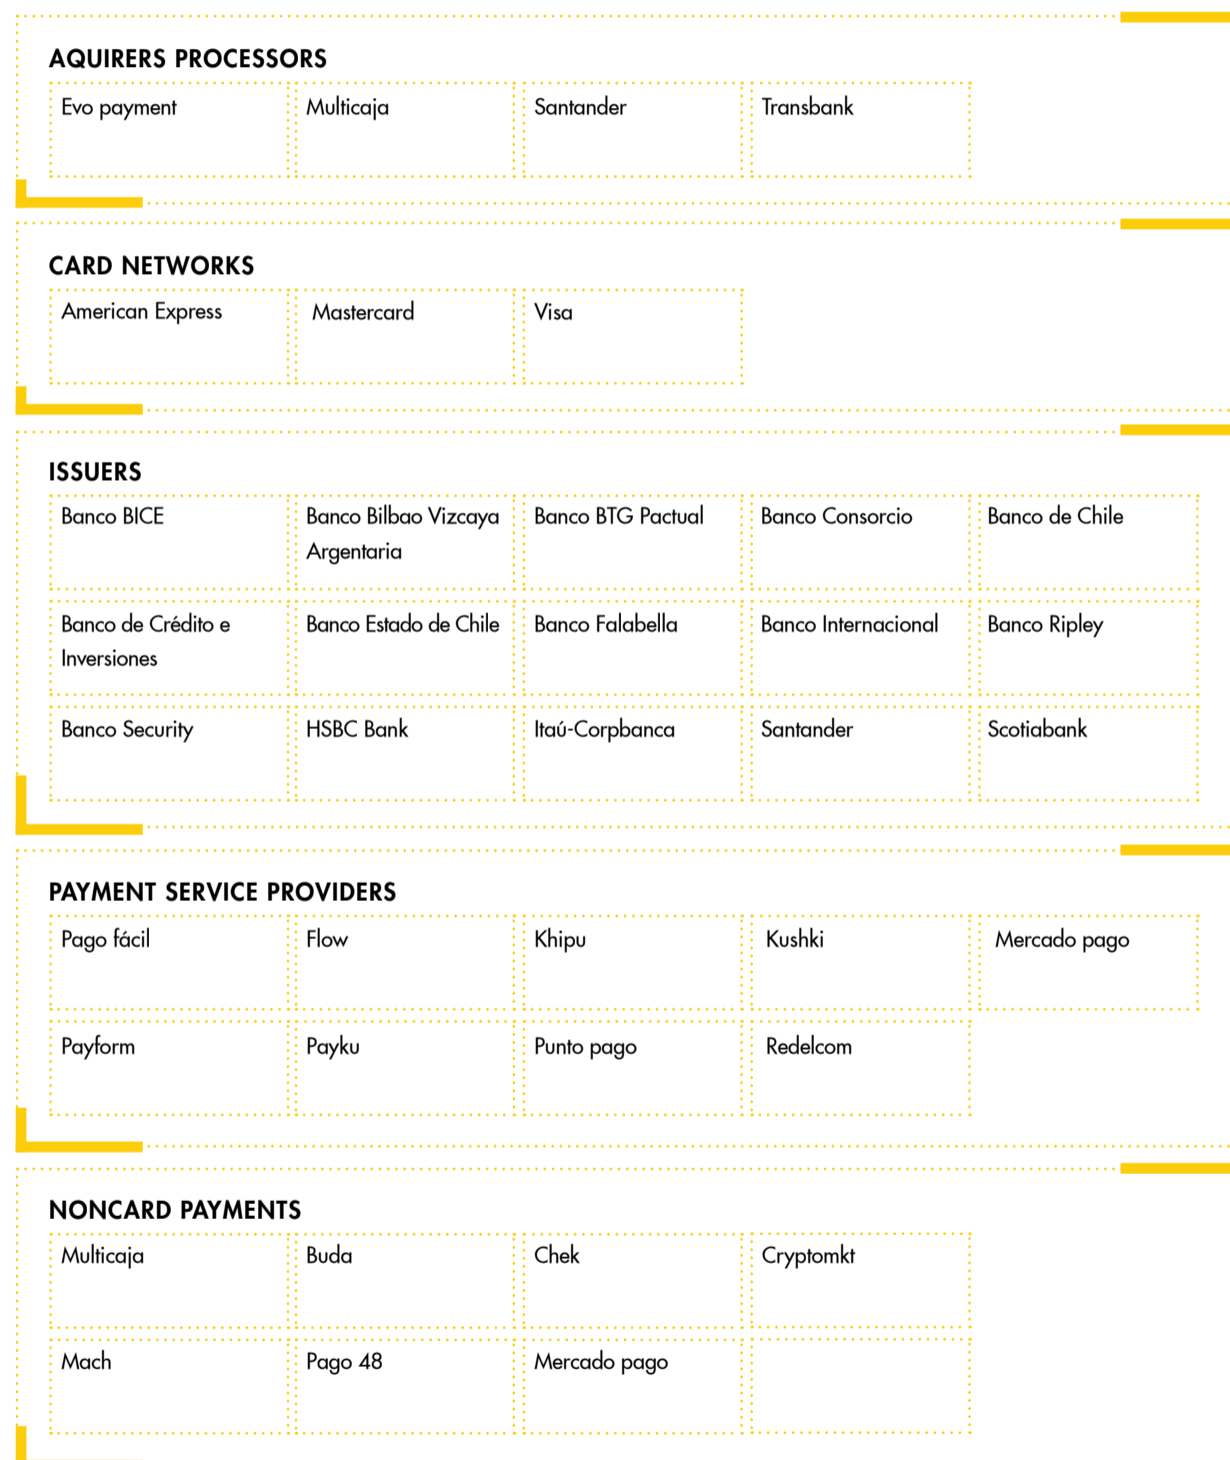 AQUIRERS PROCESSORS
Evo payment
Multicaja
Santander
Transbank
CARD NETWORKS
American Express
Mastercard
Visa
ISSUERS
Banco BICE
Banco Bilbao Vizcaya
Argentaria
Banco BTG Pactual
Banco Consorcio
Banco de Chile
Banco de Crédito e
Inversiones
Banco Estado de Chile
Banco Falabella
Banco Internacional
Banco Ripley
Banco Security
HSBC Bank
Itaú-Corpbanca
Santander
Scotiabank
PAYMENT SERVICE PROVIDERS
Pago fácil
Flow
Khipu
Kushki
Mercado pago
Payform
Payku
Punto pago
Redelcom
NONCARD PAYMENTS
Multicaja
Buda
Chek
Cryptomkt
Mach
Pago 48
Mercado pago